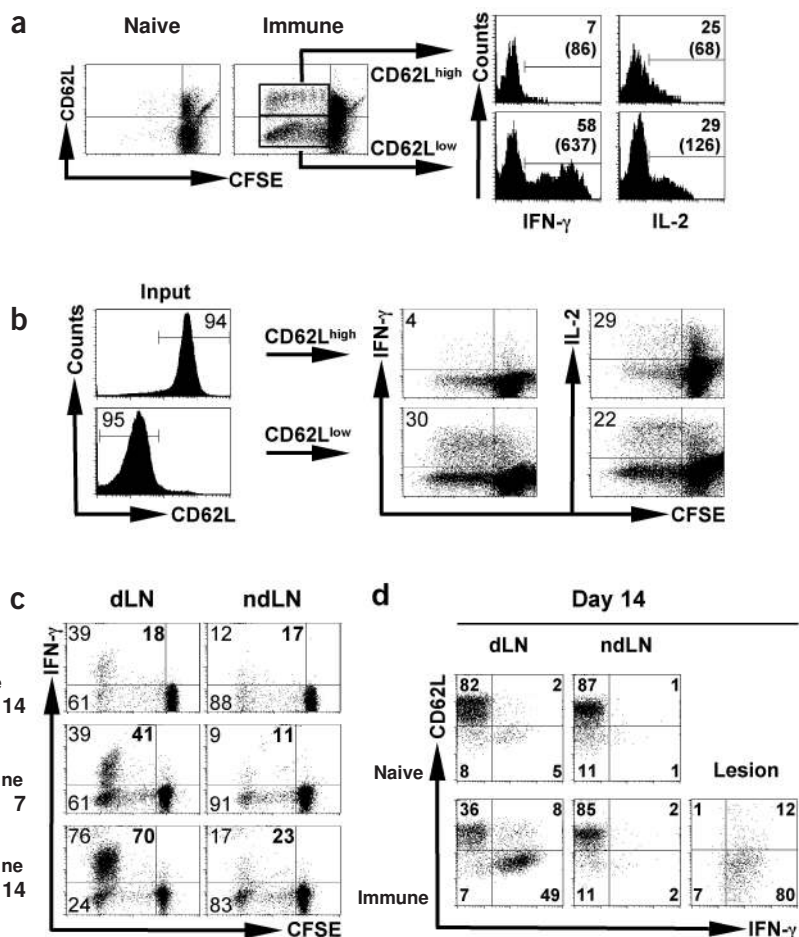 a
Naive Immune
CD62L
CFSE
CD62Lhigh
CD62Llow
Counts
7
(86)
25
(68)
58
(637)
29
(126)
IFN-γ IL-2
b
Input
Counts
94
95
CD62L
CD62Lhigh
CD62Llow
IFN-γ
4
30
IL-2
29
22
CFSE
c
dLN ndLN
IFN-γ
39 18 12 17
61 88
14
39 41 9 11
ne
61 91
7
76 70 17 23
ne
24 83
14
CFSE
d
Day 14
dLN ndLN
CD62L
82 2 87 1
Naive
8 5 11 1
Lesion
36 8 85 2 1 12
Immune
7 49 11 2 7 80
IFN-γ